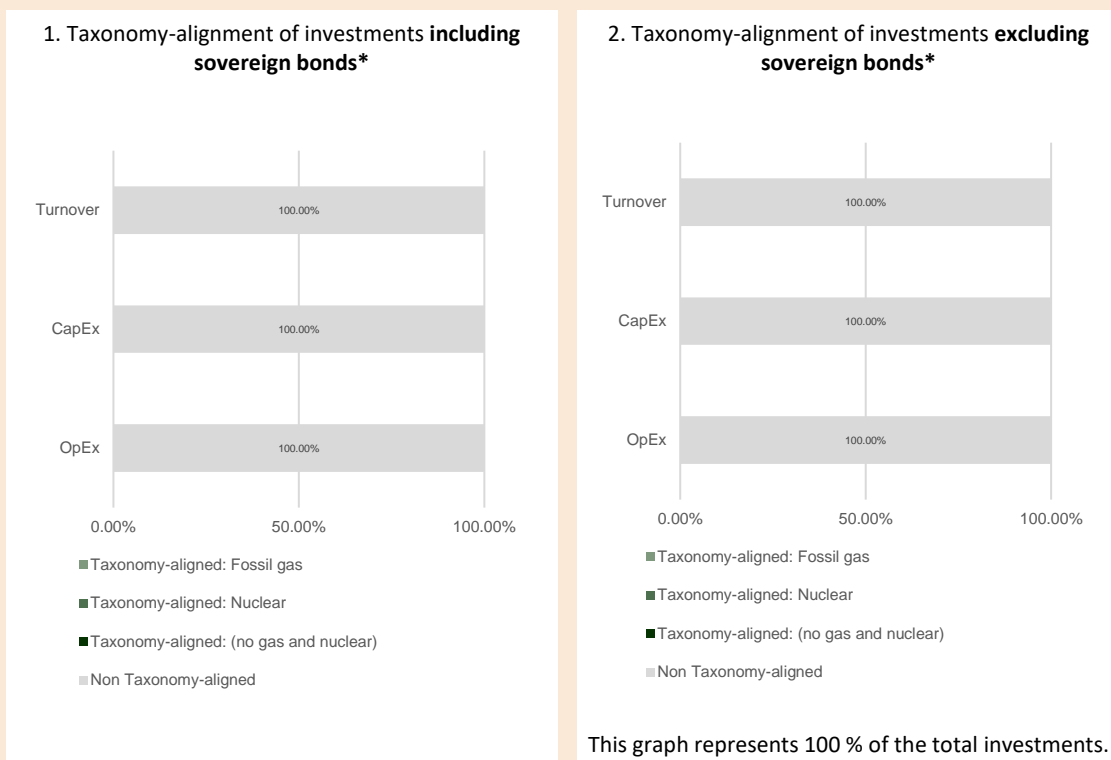 1. Taxonomy-alignment of investments including
sovereign bonds*
Turnover
100.00%
CapEx
100.00%
OpEx
100.00%
0.00% 50.00% 100.00%
Taxonomy-aligned: Fossil gas
Taxonomy-aligned: Nuclear
Taxonomy-aligned: (no gas and nuclear)
Non Taxonomy-aligned
2. Taxonomy-alignment of investments excluding
sovereign bonds*
Turnover
100.00%
CapEx
100.00%
OpEx
100.00%
0.00% 50.00% 100.00%
Taxonomy-aligned: Fossil gas
Taxonomy-aligned: Nuclear
Taxonomy-aligned: (no gas and nuclear)
Non Taxonomy-aligned
This graph represents 100 % of the total investments.